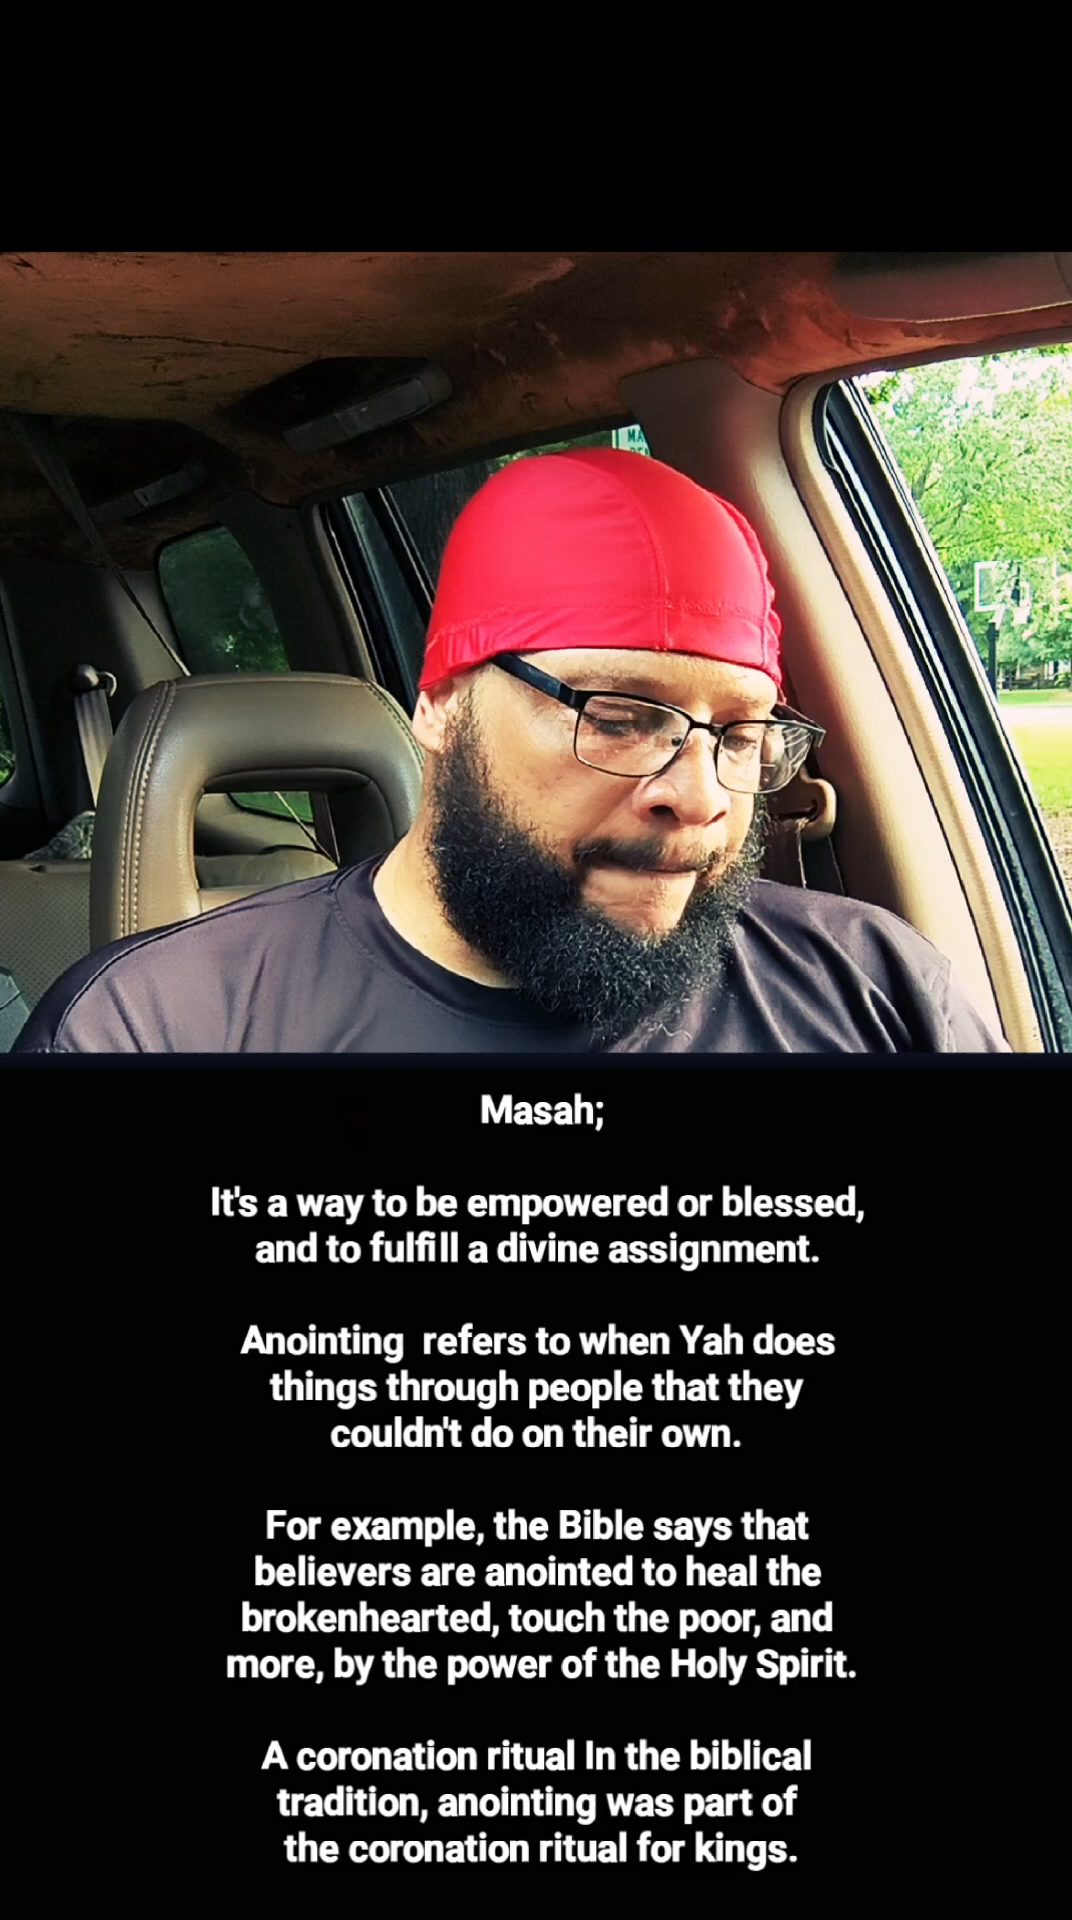 MA
Masah;
It's a way to be empowered or blessed,
and to fulfill a divine assignment.
Anointing  refers to when Yah does
things through people that they
couldn't do on their own.
For example, the Bible says that
believers are anointed to heal the
brokenhearted, touch the poor, and
more, by the power of the Holy Spirit.
A coronation ritual In the biblical
tradition, anointing was part of
the coronation ritual for kings.